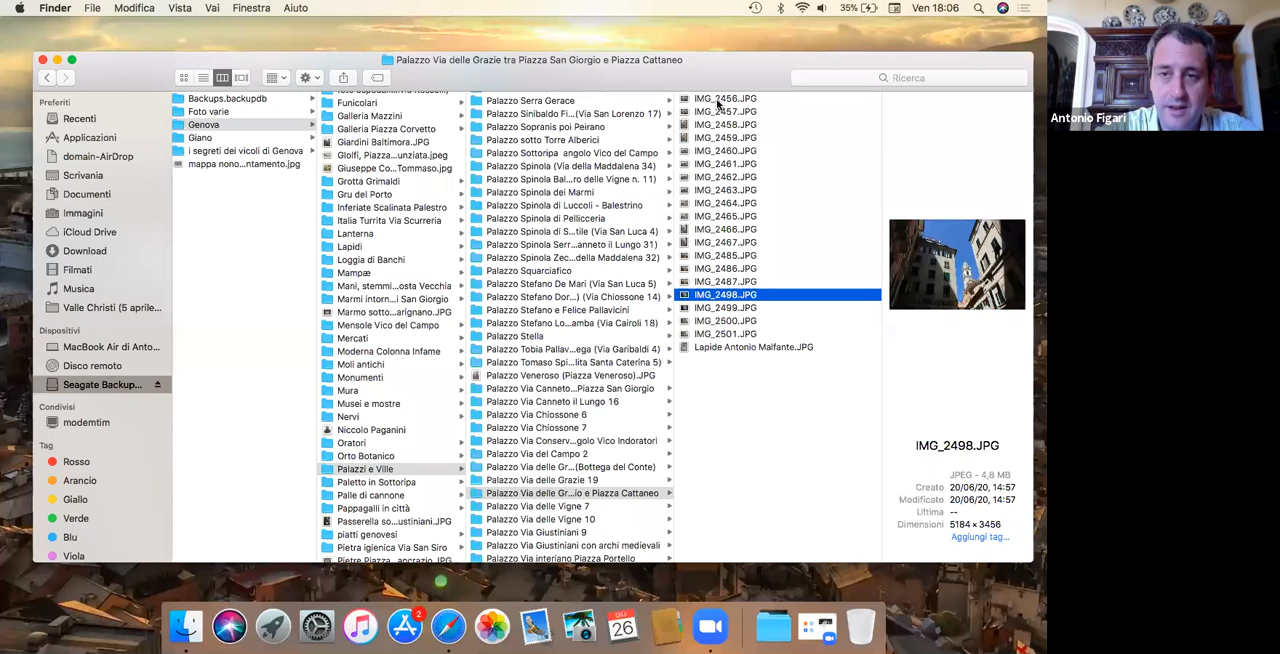 Finder File Modifica Vista Vai Finestra Aiuto 35% Ven 18:06
Palazzo Via delle Grazie tra Piazza San Giorgio e Piazza Cattaneo
Ricerca
Preferiti
Recenti
Applicazioni
domain-AirDrop
Scrivania
Documenti
Immagini
iCloud Drive
Download
Filmati
Musica
Valle Christi (5 aprile...
Dispositivi
MacBook Air di Anto...
Disco remoto
Seagate Backup...
Condivisi
modemtim
Tag
Rosso
Arancio
Giallo
Verde
Blu
Viola
Backups.backupdb
Foto varie
Genova
Giano
i segreti dei vicoli di Genova
mappa nono...ntamento.jpg
Funicolari
Galleria Mazzini
Galleria Piazza Corvetto
Giardini Baltimora.JPG
Giolfi, Piazza...unziata.jpeg
Giuseppe Co...Tommaso.jpg
Grotta Grimaldi
Gru del Porto
Inferiate Scalinata Palestro
Italia Turrita Via Scurreria
Lanterna
Lapidi
Loggia di Banchi
Mampæ
Mani, stemmi...osta Vecchia
Marmi intorn...i San Giorgio
Marmo sotto...arignano.JPG
Mensole Vico del Campo
Mercati
Moderna Colonna Infame
Moli antichi
Monumenti
Mura
Musei e mostre
Nervi
Niccolo Paganini
Oratori
Orto Botanico
Palazzi e Ville
Paletto in Sottoripa
Palle di cannone
Pappagalli in città
Passerella so...ustiniani.JPG
piatti genovesi
Pietra igienica Via San Siro
Pietre Piazza...ancrazio.JPG
Palazzo Serra Gerace
Palazzo Sinibaldo Fi...(Via San Lorenzo 17)
Palazzo Sopranis poi Peirano
Palazzo sotto Torre Alberici
Palazzo Sottoripa angolo Vico del Campo
Palazzo Spinola (Via della Maddalena 34)
Palazzo Spinola Bal...ro delle Vigne n. 11)
Palazzo Spinola dei Marmi
Palazzo Spinola di Luccoli - Balestrino
Palazzo Spinola di Pellicceria
Palazzo Spinola di S...tile (Via San Luca 4)
Palazzo Spinola Serr...anneto il Lungo 31)
Palazzo Spinola Zec...della Maddalena 32)
Palazzo Squarciafico
Palazzo Stefano De Mari (Via San Luca 5)
Palazzo Stefano Dor...) (Via Chiossone 14)
Palazzo Stefano e Felice Pallavicini
Palazzo Stefano Lo...amba (Via Cairoli 18)
Palazzo Stella
Palazzo Tobia Pallav...ega (Via Garibaldi 4)
Palazzo Tomaso Spi...lita Santa Caterina 5)
Palazzo Veneroso (Piazza Veneroso).JPG
Palazzo Via Canneto...Piazza San Giorgio
Palazzo Via Canneto il Lungo 16
Palazzo Via Chiossone 6
Palazzo Via Chiossone 7
Palazzo Via Conserv...golo Vico Indoratori
Palazzo Via del Campo 2
Palazzo Via delle Gr...(Bottega del Conte)
Palazzo Via delle Grazie 19
Palazzo Via delle Gr...io e Piazza Cattaneo
Palazzo Via delle Vigne 7
Palazzo Via delle Vigne 10
Palazzo Via Giustiniani 9
Palazzo Via Giustiniani con archi medievali
Palazzo Via interiano Piazza Portello
IMG_2456.JPG
IMG_2457.JPG
IMG_2458.JPG
IMG_2459.JPG
IMG_2460.JPG
IMG_2461.JPG
IMG_2462.JPG
IMG_2463.JPG
IMG_2464.JPG
IMG_2465.JPG
IMG_2466.JPG
IMG_2467.JPG
IMG_2485.JPG
IMG_2486.JPG
IMG_2487.JPG
IMG_2498.JPG
IMG_2499.JPG
IMG_2500.JPG
IMG_2501.JPG
Lapide Antonio Malfante.JPG
IMG_2498.JPG
JPEG - 4,8 MB
Creato 20/06/20, 14:57
Modificato 20/06/20, 14:57
Ultima --
Dimensioni 5184 × 3456
Aggiungi tag...
Antonio Figari
2
GIU
26